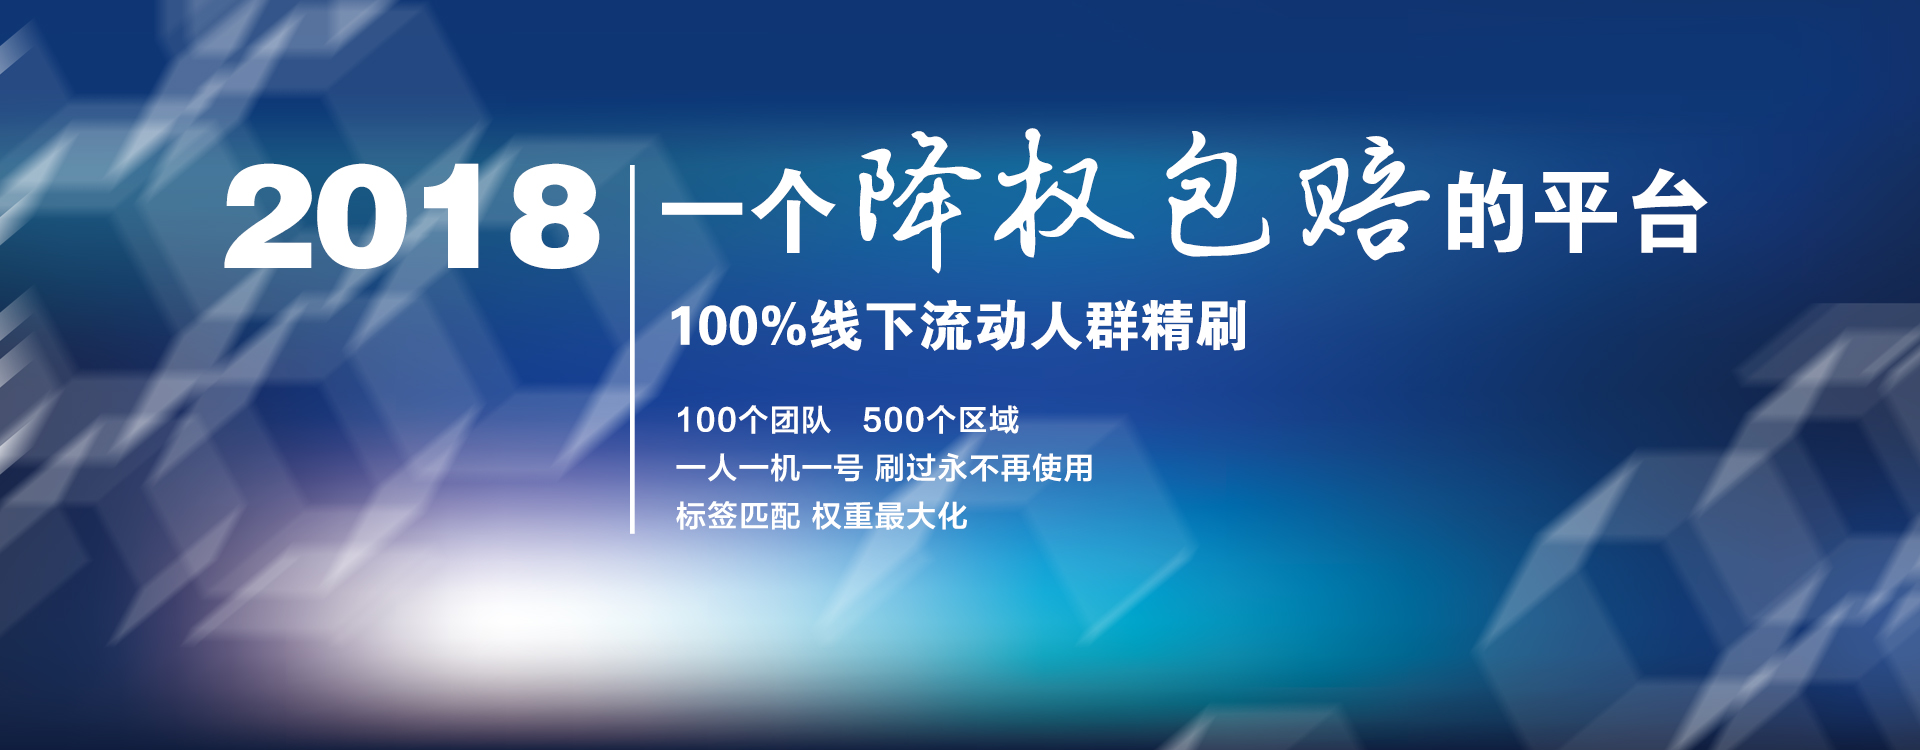 2018
一个降权包赔的平台
100%线下流动人群精刷
100个团队 500个区域
一人一机一号 刷过永不再使用
标签匹配 权重最大化